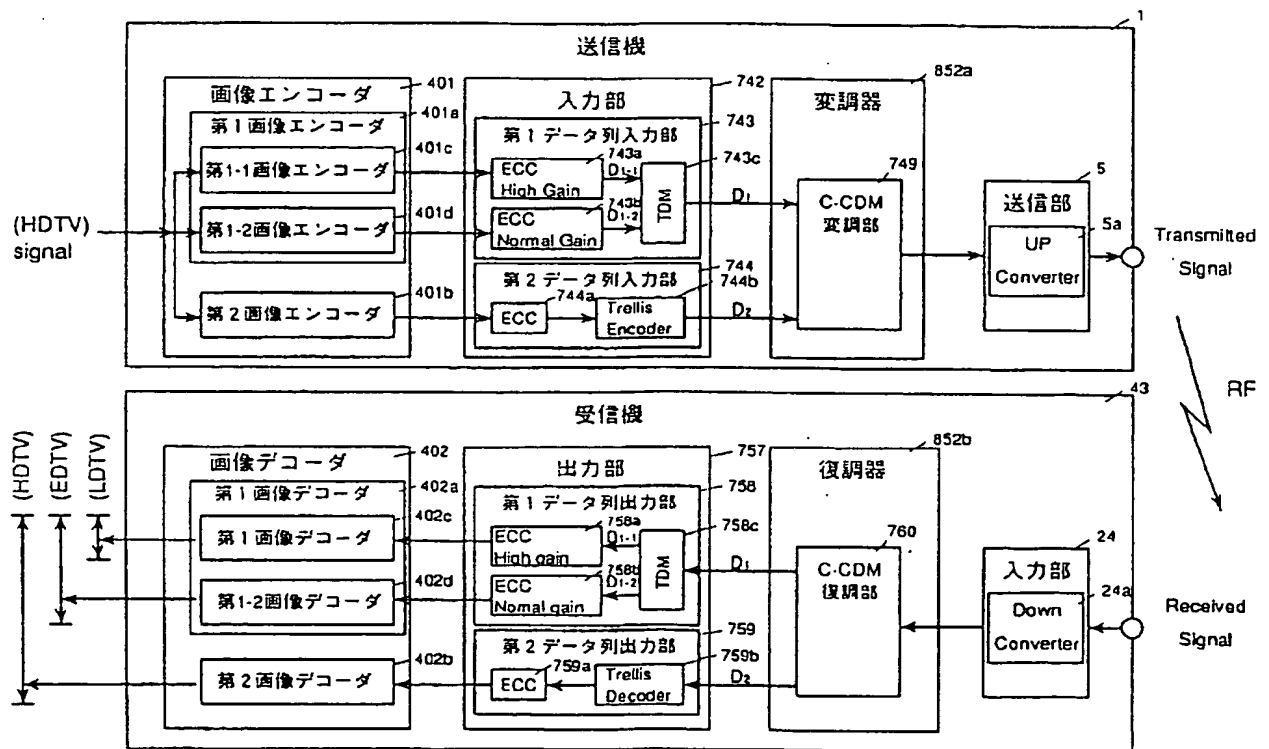 1
送信機
画像エンコーダ 401
第1画像エンコーダ 401a
第1-1画像エンコーダ 401c
第1-2画像エンコーダ 401d
第2画像エンコーダ 401b
(HDTV)
signal
入力部 742
第1データ列入力部 743
ECC
High Gain
743a
D1-1
ECC
Normal Gain
743b
D1-2
TDM
743c
第2データ列入力部 744
ECC
744a
Trellis
Encoder
744b
D1
D2
変調器 852a
C-CDM
変調部
749
送信部 5
UP
Converter
5a
Transmitted
Signal
RF
43
受信機
(HDTV)
(EDTV)
(LDTV)
画像デコーダ 402
第1画像デコーダ 402a
第1画像デコーダ 402c
第1-2画像デコーダ 402d
第2画像デコーダ 402b
出力部 757
第1データ列出力部 758
ECC
High gain
758a
D1-1
ECC
Nomal gain
758b
D1-2
TDM
758c
第2データ列出力部 759
ECC
759a
Trellis
Decoder
759b
D1
D2
復調器 852b
C-CDM
復調部
760
入力部 24
Down
Converter
24a
Received
Signal